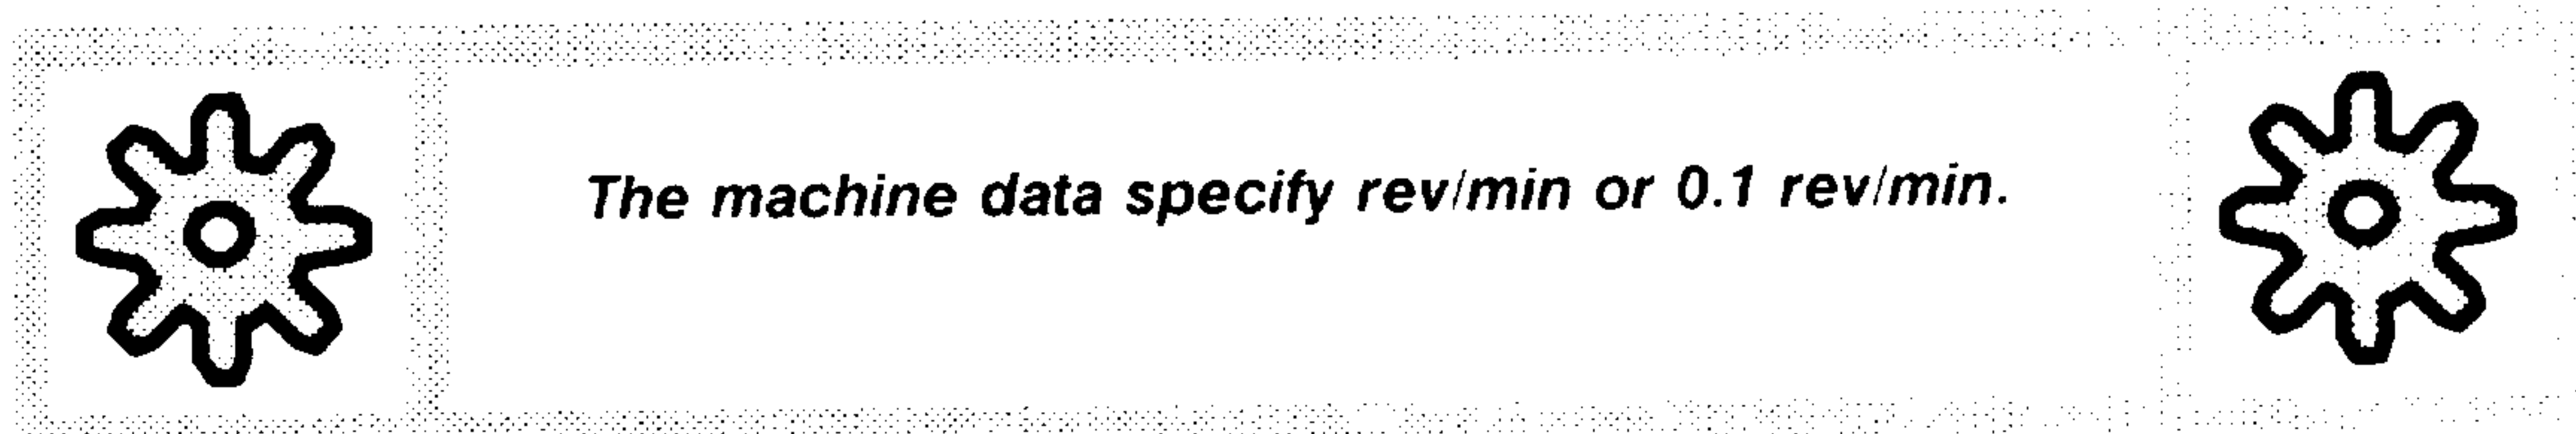 The machine data specify rev/min or 0.1 rev/min.